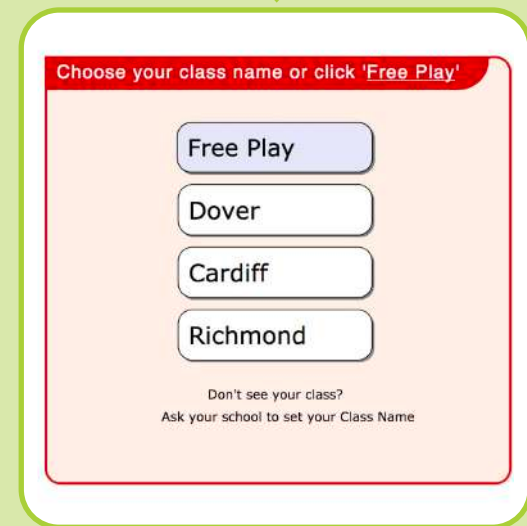 Choose your class name or click 'Free Play'
Free Play
Dover
Cardiff
Richmond
Don't see your class?
Ask your school to set your Class Name